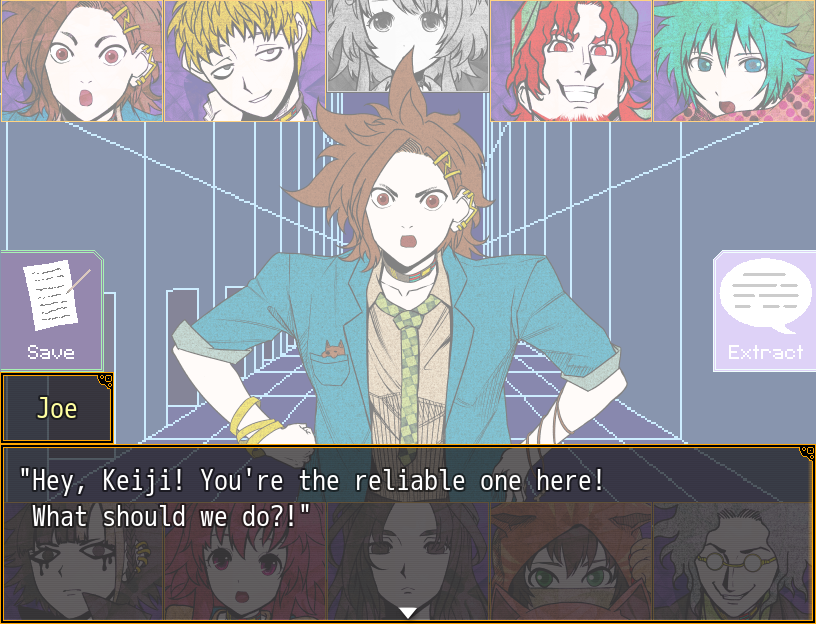 Save
Extract
Joe
"Hey, Keiji! You're the reliable one here!
What should we do?!"